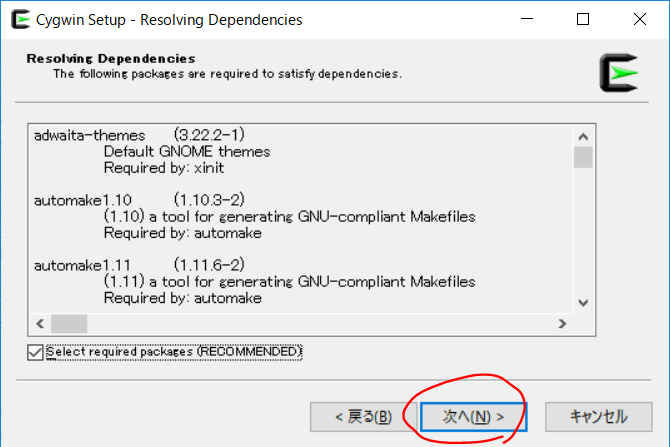 Cygwin Setup - Resolving Dependencies
Resolving Dependencies
The following packages are required to satisfy dependencies.
adwaita-themes (3.22.2-1)
Default GNOME themes
Required by: xinit
automake1.10 (1.10.3-2)
(1.10) a tool for generating GNU-compliant Makefiles
Required by: automake
automake1.11 (1.11.6-2)
(1.11) a tool for generating GNU-compliant Makefiles
Required by: automake
Select required packages (RECOMMENDED)
< 戻る(B) 次へ(N) > キャンセル